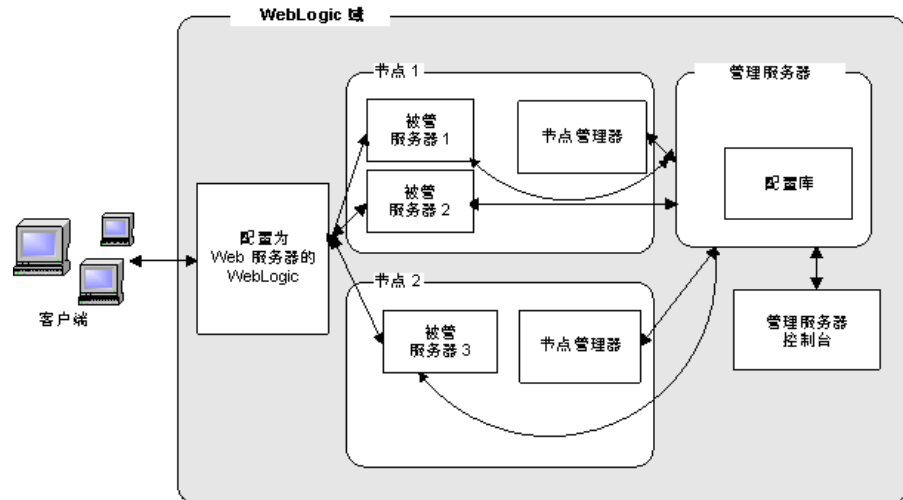 WebLogic 域
节点 1
管理服务器
被管
服务器 1
节点管理器
被管
服务器 2
配置库
配置为
Web 服务器的
WebLogic
客户端
节点 2
被管
服务器 3
节点管理器
管理服务器
控制台